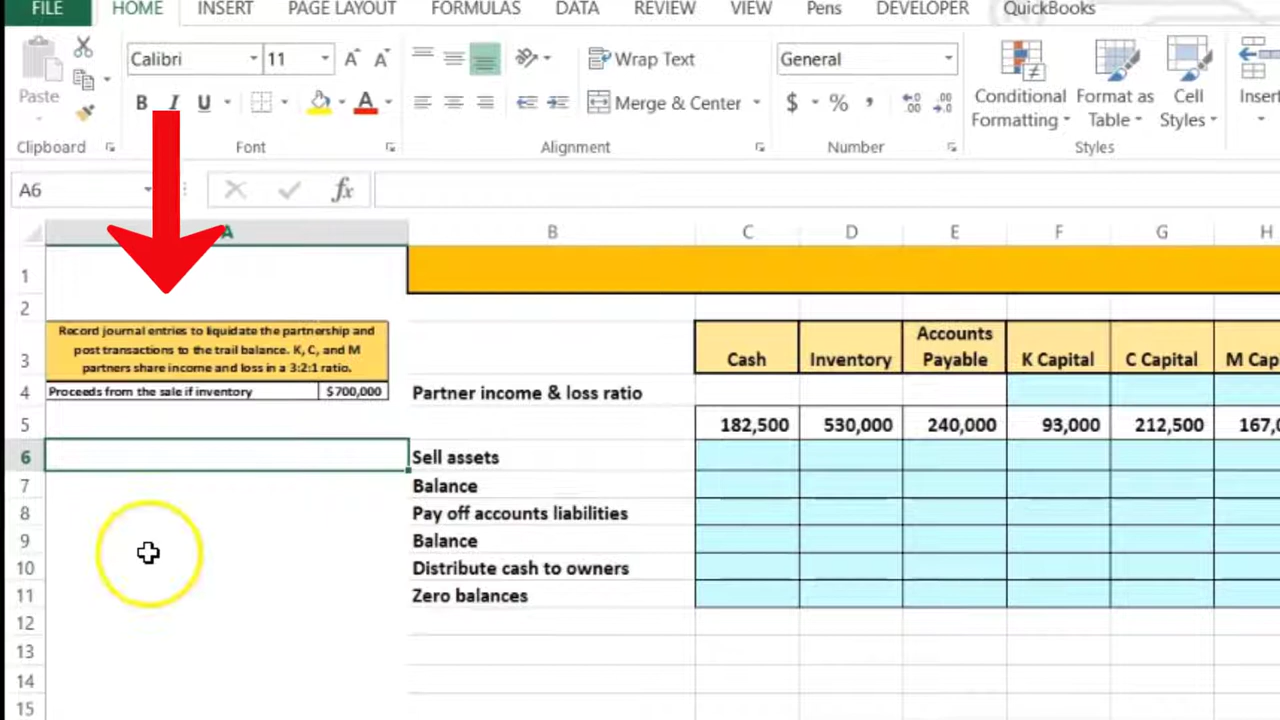 FILE HOME INSERT PAGE LAYOUT FORMULAS DATA REVIEW VIEW Pens DEVELOPER QuickBooks
Calibri 11 A A Wrap Text General
Paste B I U A Merge & Center $ % , .00 Conditional Formatting Format as Table Cell Styles Insert
Clipboard Font Alignment Number Styles
A6 fx
A B C D E F G H
1
2
Record journal entries to liquidate the partnership and
post transactions to the trail balance. K, C, and M
partners share income and loss in a 3:2:1 ratio.
3 Cash Inventory Accounts Payable K Capital C Capital M Cap
4 Proceeds from the sale if inventory $700,000 Partner income & loss ratio
5 182,500 530,000 240,000 93,000 212,500 167,0
6 Sell assets
7 Balance
8 Pay off accounts liabilities
9 Balance
10 Distribute cash to owners
11 Zero balances
12
13
14
15